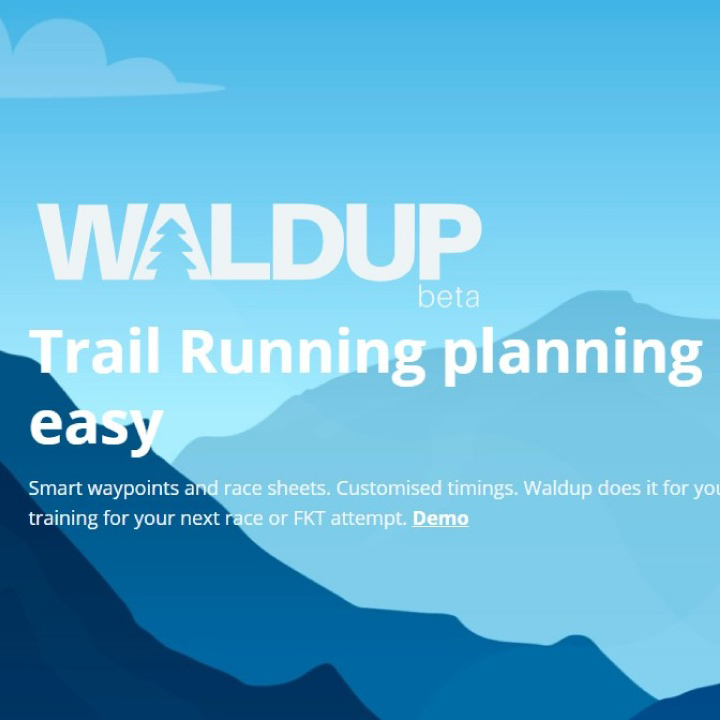 WALDUP
beta
Trail Running planning
easy
Smart waypoints and race sheets. Customised timings. Waldup does it for you
training for your next race or FKT attempt. Demo